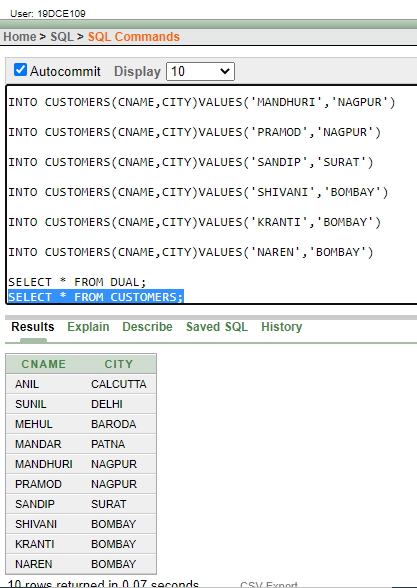 User: 19DCE109
Home > SQL > SQL Commands
Autocommit Display 10
INTO CUSTOMERS(CNAME,CITY)VALUES('MANDHURI','NAGPUR')
INTO CUSTOMERS(CNAME,CITY)VALUES('PRAMOD','NAGPUR')
INTO CUSTOMERS(CNAME,CITY)VALUES('SANDIP','SURAT')
INTO CUSTOMERS(CNAME,CITY)VALUES('SHIVANI','BOMBAY')
INTO CUSTOMERS(CNAME,CITY)VALUES('KRANTI','BOMBAY')
INTO CUSTOMERS(CNAME,CITY)VALUES('NAREN','BOMBAY')
SELECT * FROM DUAL;
SELECT * FROM CUSTOMERS;
Results Explain Describe Saved SQL History
CNAME CITY
ANIL CALCUTTA
SUNIL DELHI
MEHUL BARODA
MANDAR PATNA
MANDHURI NAGPUR
PRAMOD NAGPUR
SANDIP SURAT
SHIVANI BOMBAY
KRANTI BOMBAY
NAREN BOMBAY
10 rows returned in 0.07 seconds CSV Export